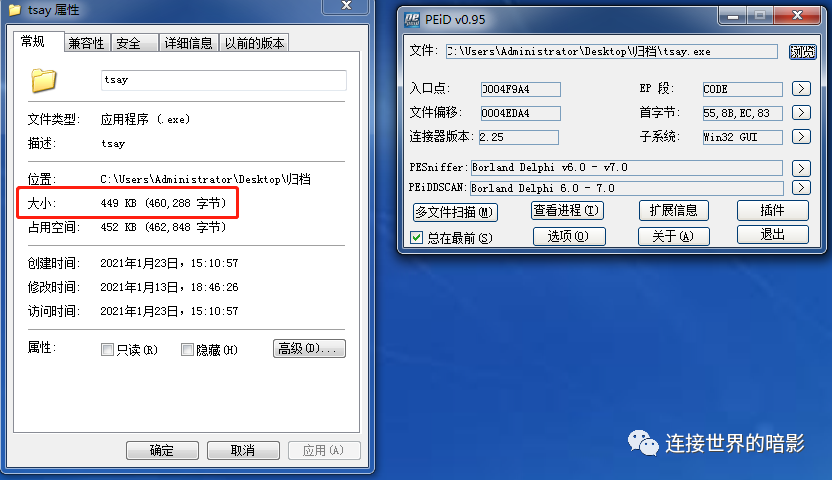 tsay 属性
常规 兼容性 安全 详细信息 以前的版本
tsay
文件类型: 应用程序 (.exe)
描述: tsay
位置: C:\Users\Administrator\Desktop\归档
大小: 449 KB (460,288 字节)
占用空间: 452 KB (462,848 字节)
创建时间: 2021年1月23日，15:10:57
修改时间: 2021年1月13日，18:46:26
访问时间: 2021年1月23日，15:10:57
属性: 只读(R) 隐藏(H) 高级(D)...
确定 取消 应用(A)
PEiD v0.95
文件: C:\Users\Administrator\Desktop\归档\tsay.exe 浏览
入口点: 0004F9A4 EP 段: CODE >
文件偏移: 0004EDA4 首字节: 55,8B,EC,83 >
连接器版本: 2.25 子系统: Win32 GUI >
PESniffer: Borland Delphi v6.0 - v7.0 >
PEiDDSCAN: Borland Delphi 6.0 - 7.0 >
多文件扫描(M) 查看进程(T) 扩展信息 插件
总在最前(S) 选项(O) 关于(A) 退出
连接世界的暗影